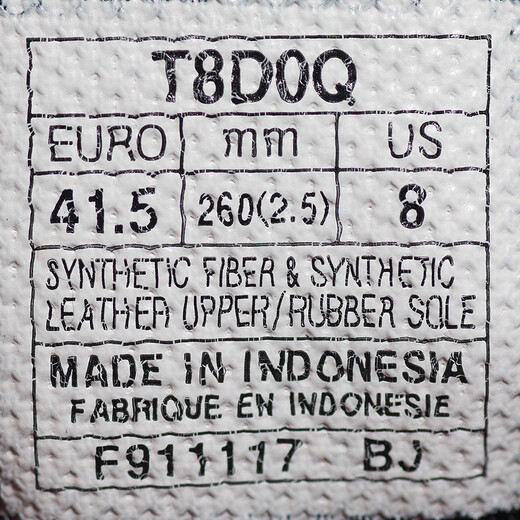 T8D0Q
EURO mm US
41.5 260(2.5) 8
SYNTHETIC FIBER & SYNTHETIC
LEATHER UPPER/RUBBER SOLE
MADE IN INDONESIA
FABRIQUE EN INDONESIE
F911117 BJ